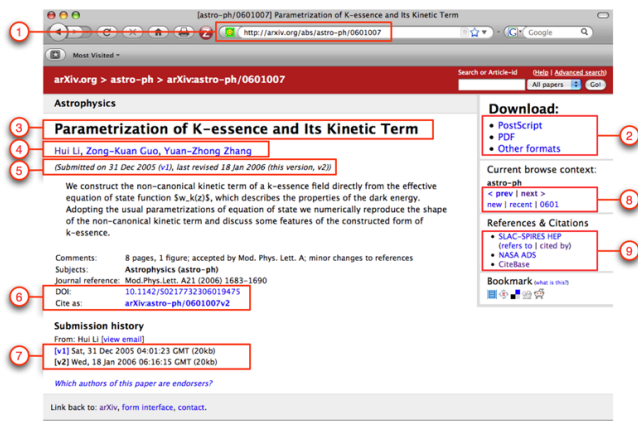 [astro-ph/0601007] Parametrization of K-essence and Its Kinetic Term
1
http://arxiv.org/abs/astro-ph/0601007
Google
Most Visited
arXiv.org > astro-ph > arXiv:astro-ph/0601007
Search or Article-id
(Help | Advanced search)
All papers
Go!
Astrophysics
3
Parametrization of K-essence and Its Kinetic Term
4
Hui Li, Zong-Kuan Guo, Yuan-Zhong Zhang
5
(Submitted on 31 Dec 2005 (v1), last revised 18 Jan 2006 (this version, v2))
We construct the non-canonical kinetic term of a k-essence field directly from the effective
equation of state function $w_k(z)$, which describes the properties of the dark energy.
Adopting the usual parametrizations of equation of state we numerically reproduce the shape
of the non-canonical kinetic term and discuss some features of the constructed form of
k-essence.
Comments: 8 pages, 1 figure; accepted by Mod. Phys. Lett. A; minor changes to references
Subjects: Astrophysics (astro-ph)
Journal reference: Mod.Phys.Lett. A21 (2006) 1683-1690
6
DOI: 10.1142/S0217732306019475
Cite as: arXiv:astro-ph/0601007v2
Submission history
From: Hui Li [view email]
7
[v1] Sat, 31 Dec 2005 04:01:23 GMT (20kb)
[v2] Wed, 18 Jan 2006 06:16:15 GMT (20kb)
Which authors of this paper are endorsers?
Link back to: arXiv, form interface, contact.
Download:
• PostScript
• PDF
• Other formats
2
Current browse context:
astro-ph
< prev | next >
new | recent | 0601
8
References & Citations
• SLAC-SPIRES HEP
(refers to | cited by)
• NASA ADS
• CiteBase
9
Bookmark (what is this?)